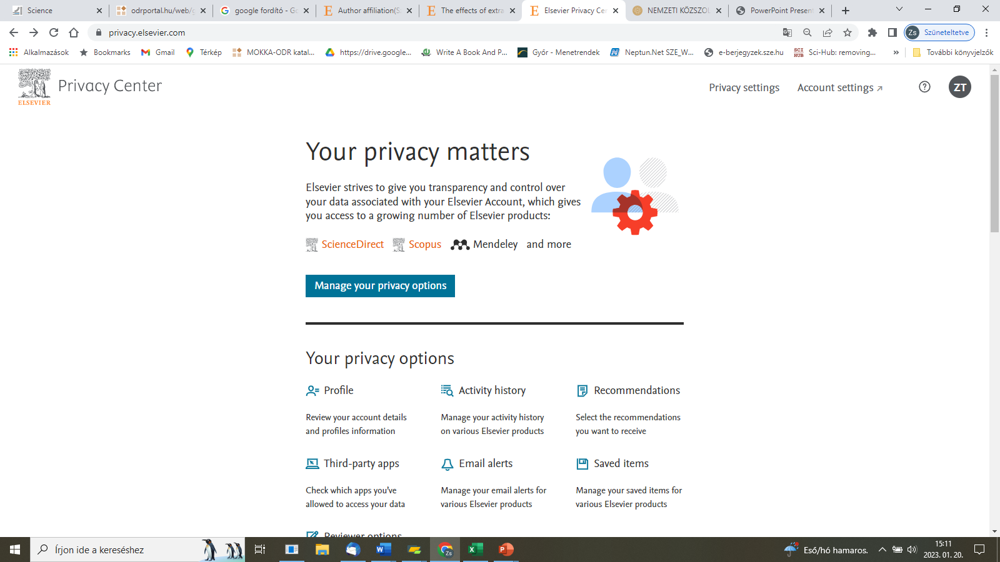 Science
odrportal.hu/web/g
google fordító - Go
Author affiliation(S
The effects of extra
Elsevier Privacy Cen
NEMZETI KÖZSZOL
PowerPoint Present
privacy.elsevier.com
Zs Szüneteltetve
Alkalmazások
Bookmarks
Gmail
Térkép
MOKKA-ODR katal...
https://drive.google...
Write A Book And P...
Győr - Menetrendek
Neptun.Net SZE_W...
e-berjegyzek.sze.hu
SCI HUB
Sci-Hub: removing...
»
További könyvjelzők
ELSEVIER
Privacy Center
Privacy settings
Account settings
ZT
Your privacy matters
Elsevier strives to give you transparency and control over
your data associated with your Elsevier Account, which gives
you access to a growing number of Elsevier products:
ScienceDirect Scopus Mendeley and more
Manage your privacy options
Your privacy options
Profile
Review your account details
and profiles information
Activity history
Manage your activity history
on various Elsevier products
Recommendations
Select the recommendations
you want to receive
Third-party apps
Check which apps you’ve
allowed to access your data
Email alerts
Manage your email alerts for
various Elsevier products
Saved items
Manage your saved items for
various Elsevier products
Reviewer options
Írjon ide a kereséshez
Zs
Eső/hó hamaros.
15:11
2023. 01. 20.